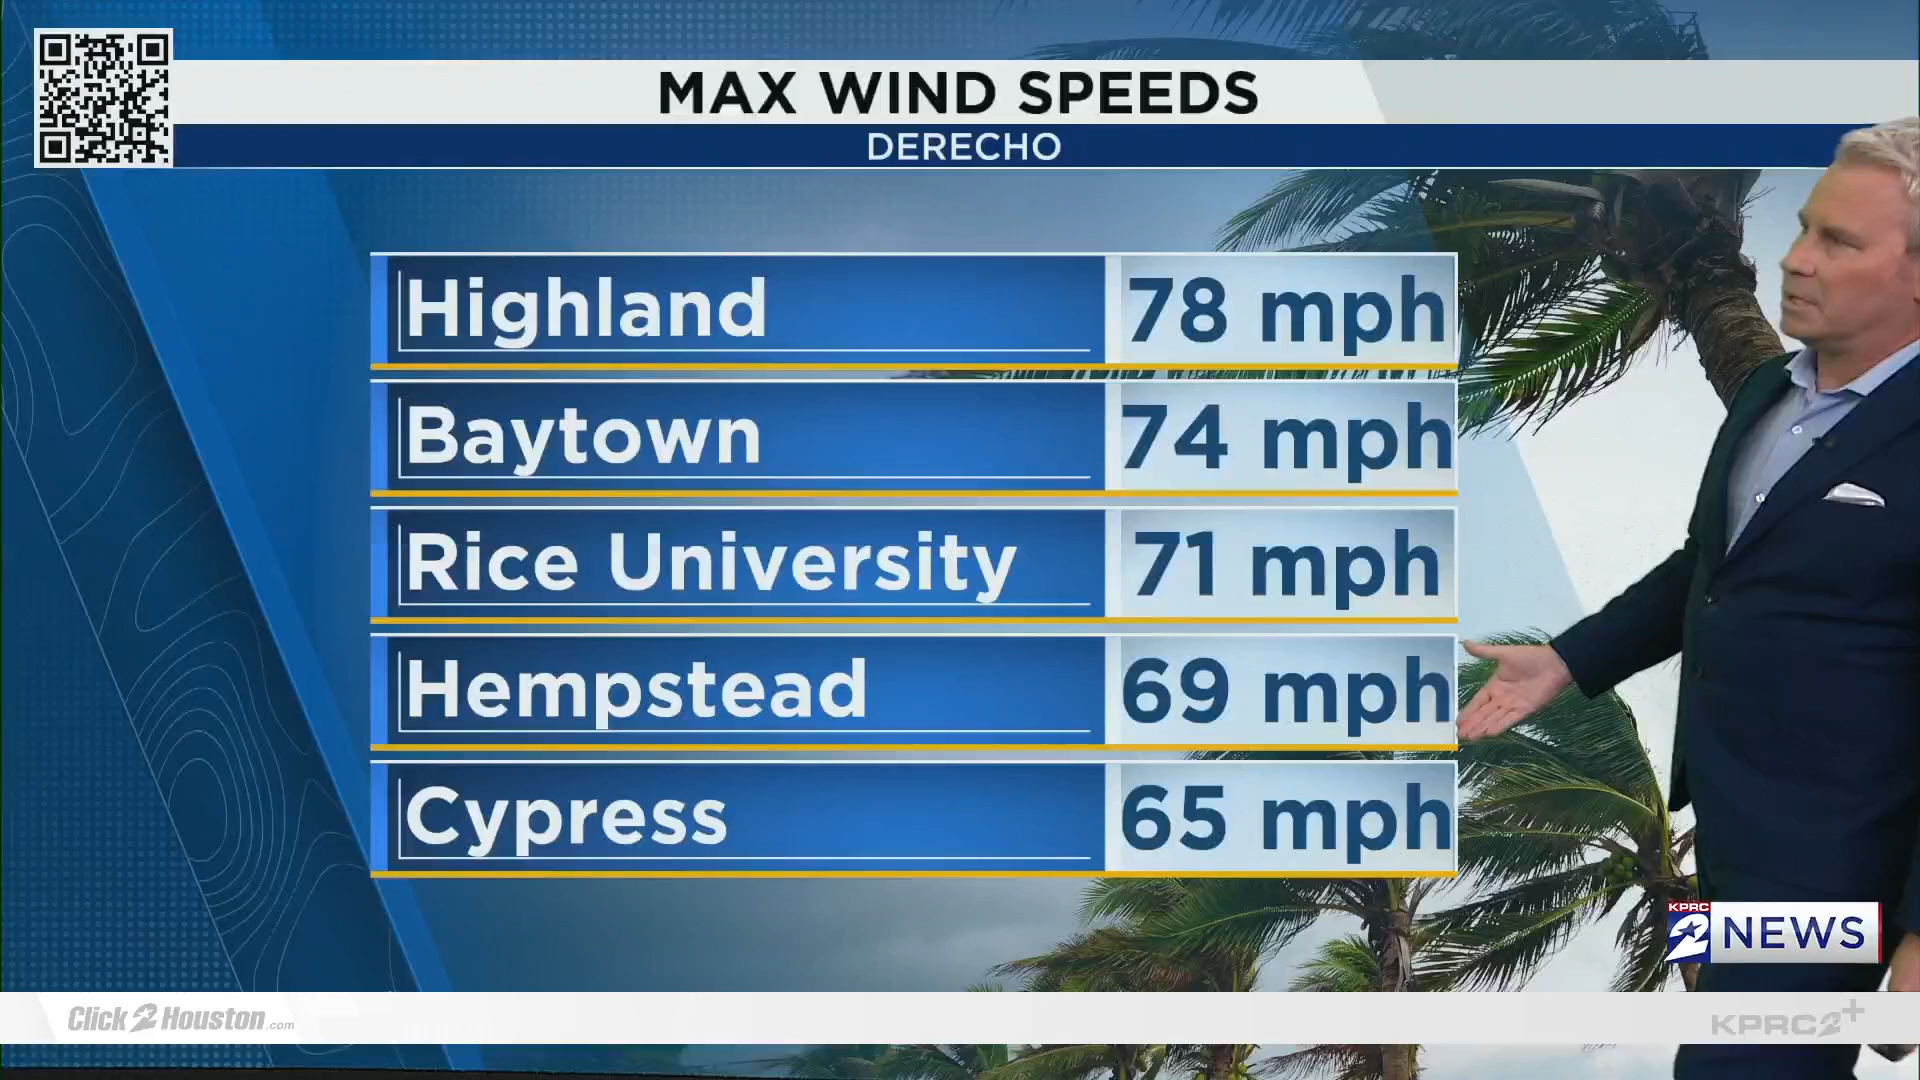 MAX WIND SPEEDS
DERECHO
Highland 78 mph
Baytown 74 mph
Rice University 71 mph
Hempstead 69 mph
Cypress 65 mph
KPRC
2 NEWS
Click2Houston.com
KPRC2+